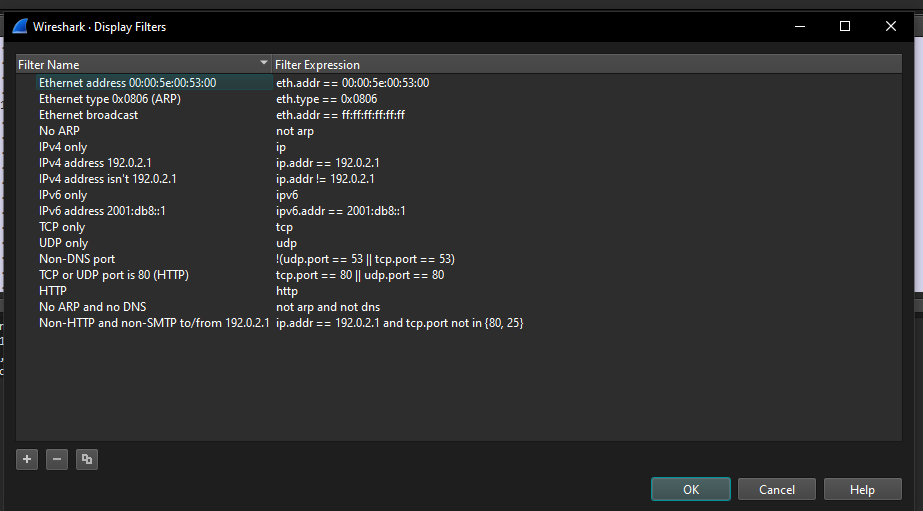 Wireshark · Display Filters
Filter Name Filter Expression
Ethernet address 00:00:5e:00:53:00 eth.addr == 00:00:5e:00:53:00
Ethernet type 0x0806 (ARP) eth.type == 0x0806
Ethernet broadcast eth.addr == ff:ff:ff:ff:ff:ff
No ARP not arp
IPv4 only ip
IPv4 address 192.0.2.1 ip.addr == 192.0.2.1
IPv4 address isn't 192.0.2.1 ip.addr != 192.0.2.1
IPv6 only ipv6
IPv6 address 2001:db8::1 ipv6.addr == 2001:db8::1
TCP only tcp
UDP only udp
Non-DNS port !(udp.port == 53 || tcp.port == 53)
TCP or UDP port is 80 (HTTP) tcp.port == 80 || udp.port == 80
HTTP http
No ARP and no DNS not arp and not dns
Non-HTTP and non-SMTP to/from 192.0.2.1 ip.addr == 192.0.2.1 and tcp.port not in {80, 25}
OK Cancel Help